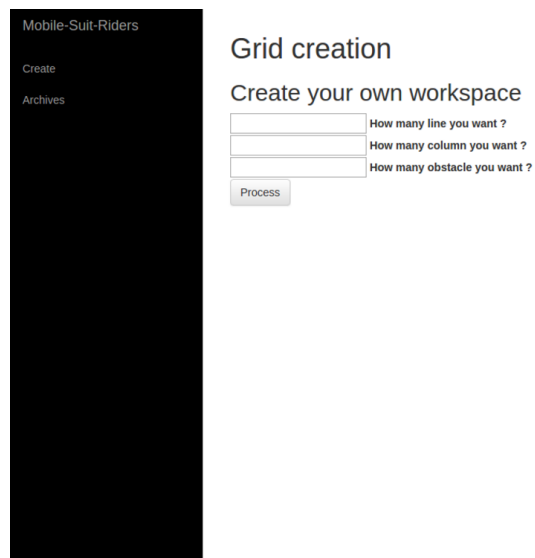 Mobile-Suit-Riders
Create
Archives
Grid creation
Create your own workspace
How many line you want ?
How many column you want ?
How many obstacle you want ?
Process